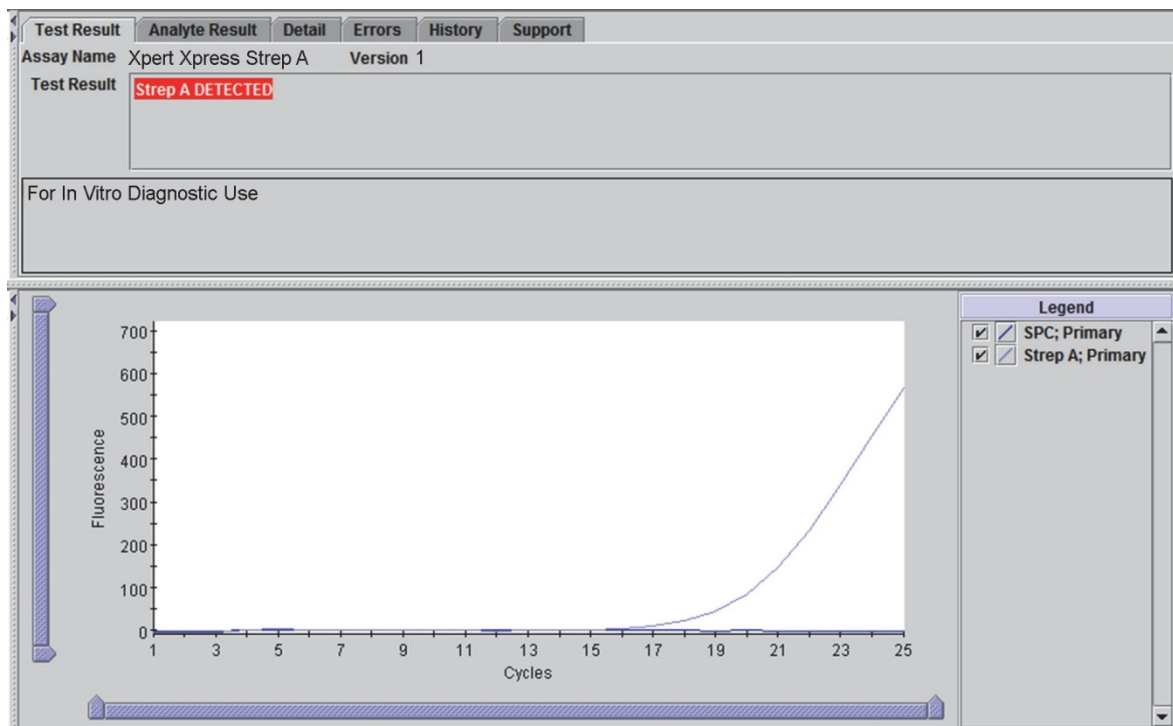 Test Result Analyte Result Detail Errors History Support
Assay Name Xpert Xpress Strep A Version 1
Test Result Strep A DETECTED
For In Vitro Diagnostic Use
Legend
SPC; Primary
Strep A; Primary
700
600
500
400
300
200
100
0
Fluorescence
1 3 5 7 9 11 13 15 17 19 21 23 25
Cycles